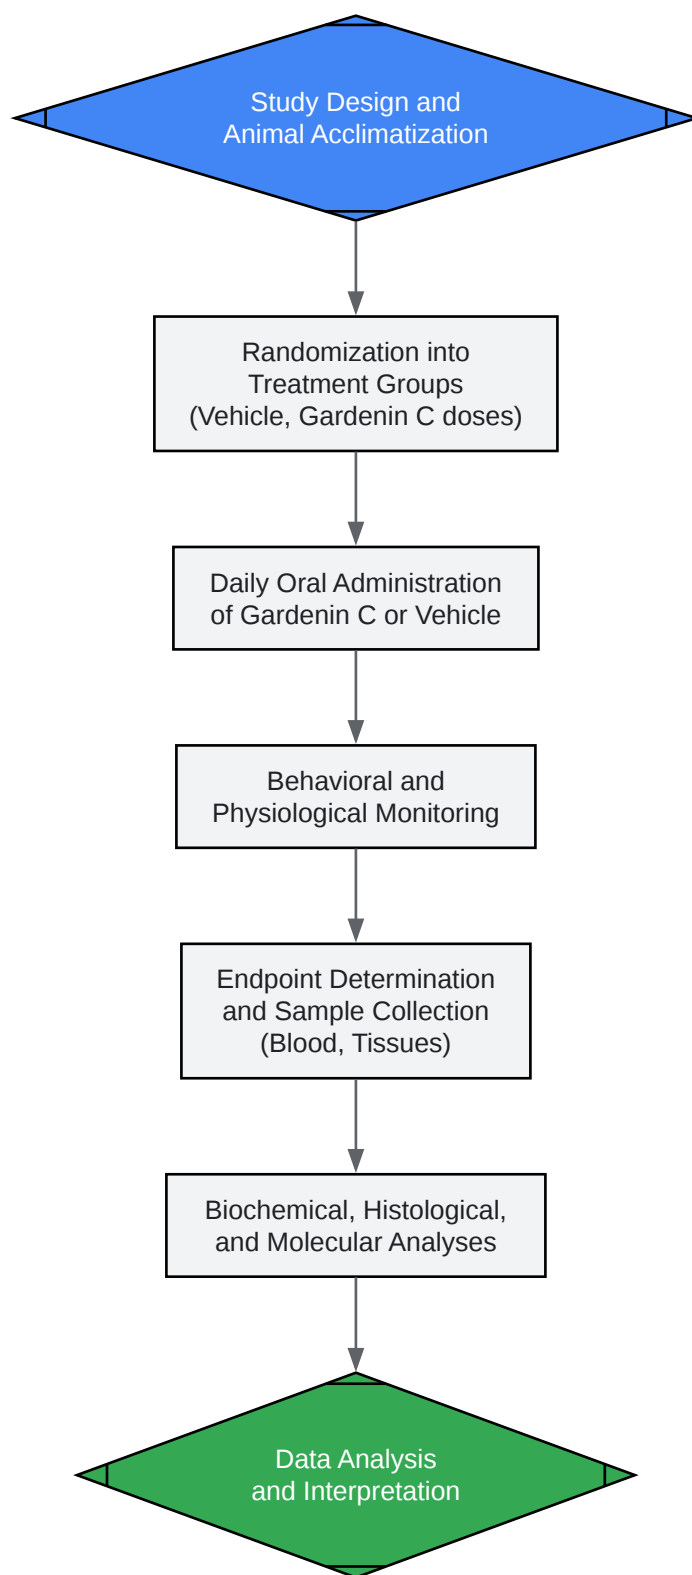 Study Design and
Animal Acclimatization
Randomization into
Treatment Groups
(Vehicle, Gardenin C doses)
Daily Oral Administration
of Gardenin C or Vehicle
Behavioral and
Physiological Monitoring
Endpoint Determination
and Sample Collection
(Blood, Tissues)
Biochemical, Histological,
and Molecular Analyses
Data Analysis
and Interpretation